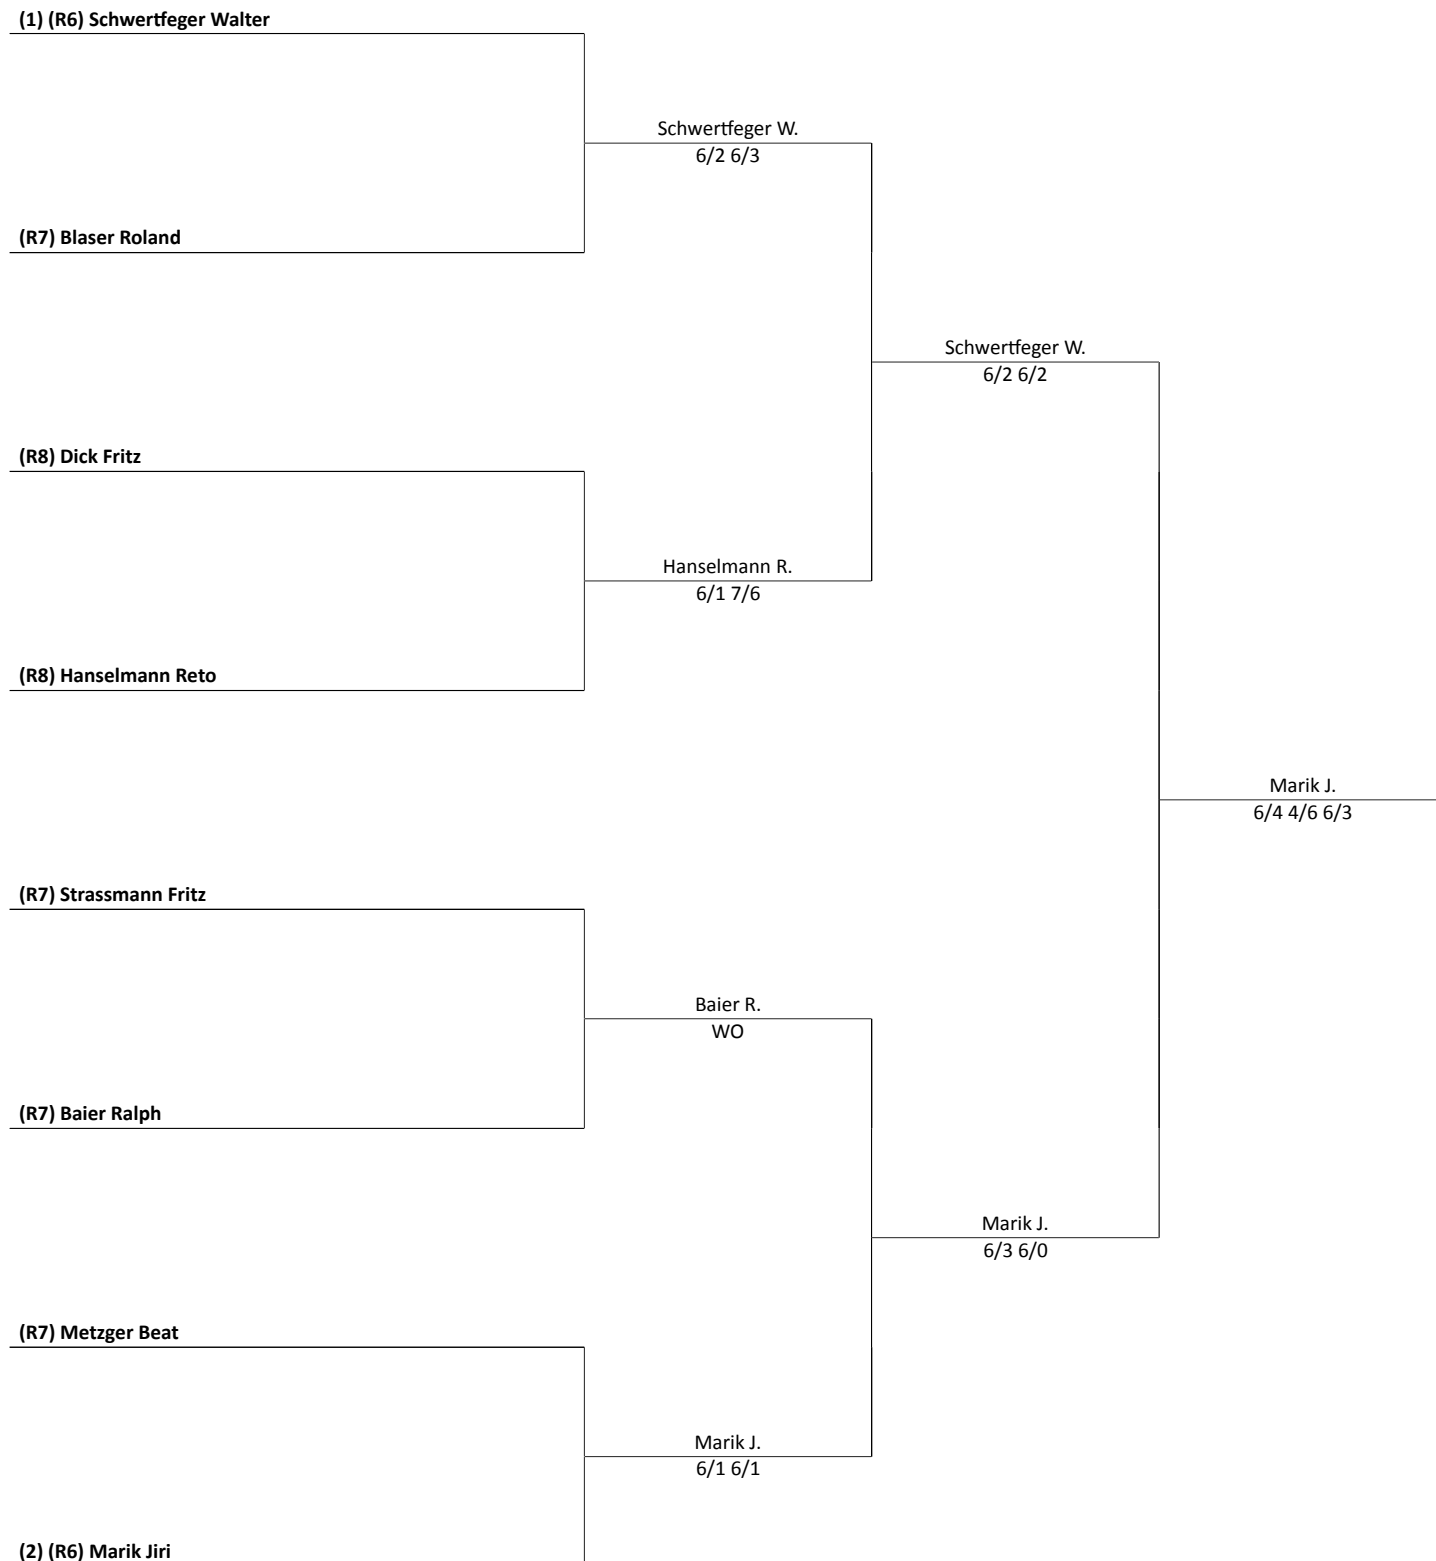 (1) (R6) Schwertfeger Walter
Schwertfeger W.
6/2 6/3
(R7) Blaser Roland
Schwertfeger W.
6/2 6/2
(R8) Dick Fritz
Hanselmann R.
6/1 7/6
(R8) Hanselmann Reto
Marik J.
6/4 4/6 6/3
(R7) Strassmann Fritz
Baier R.
WO
(R7) Baier Ralph
Marik J.
6/3 6/0
(R7) Metzger Beat
Marik J.
6/1 6/1
(2) (R6) Marik Jiri